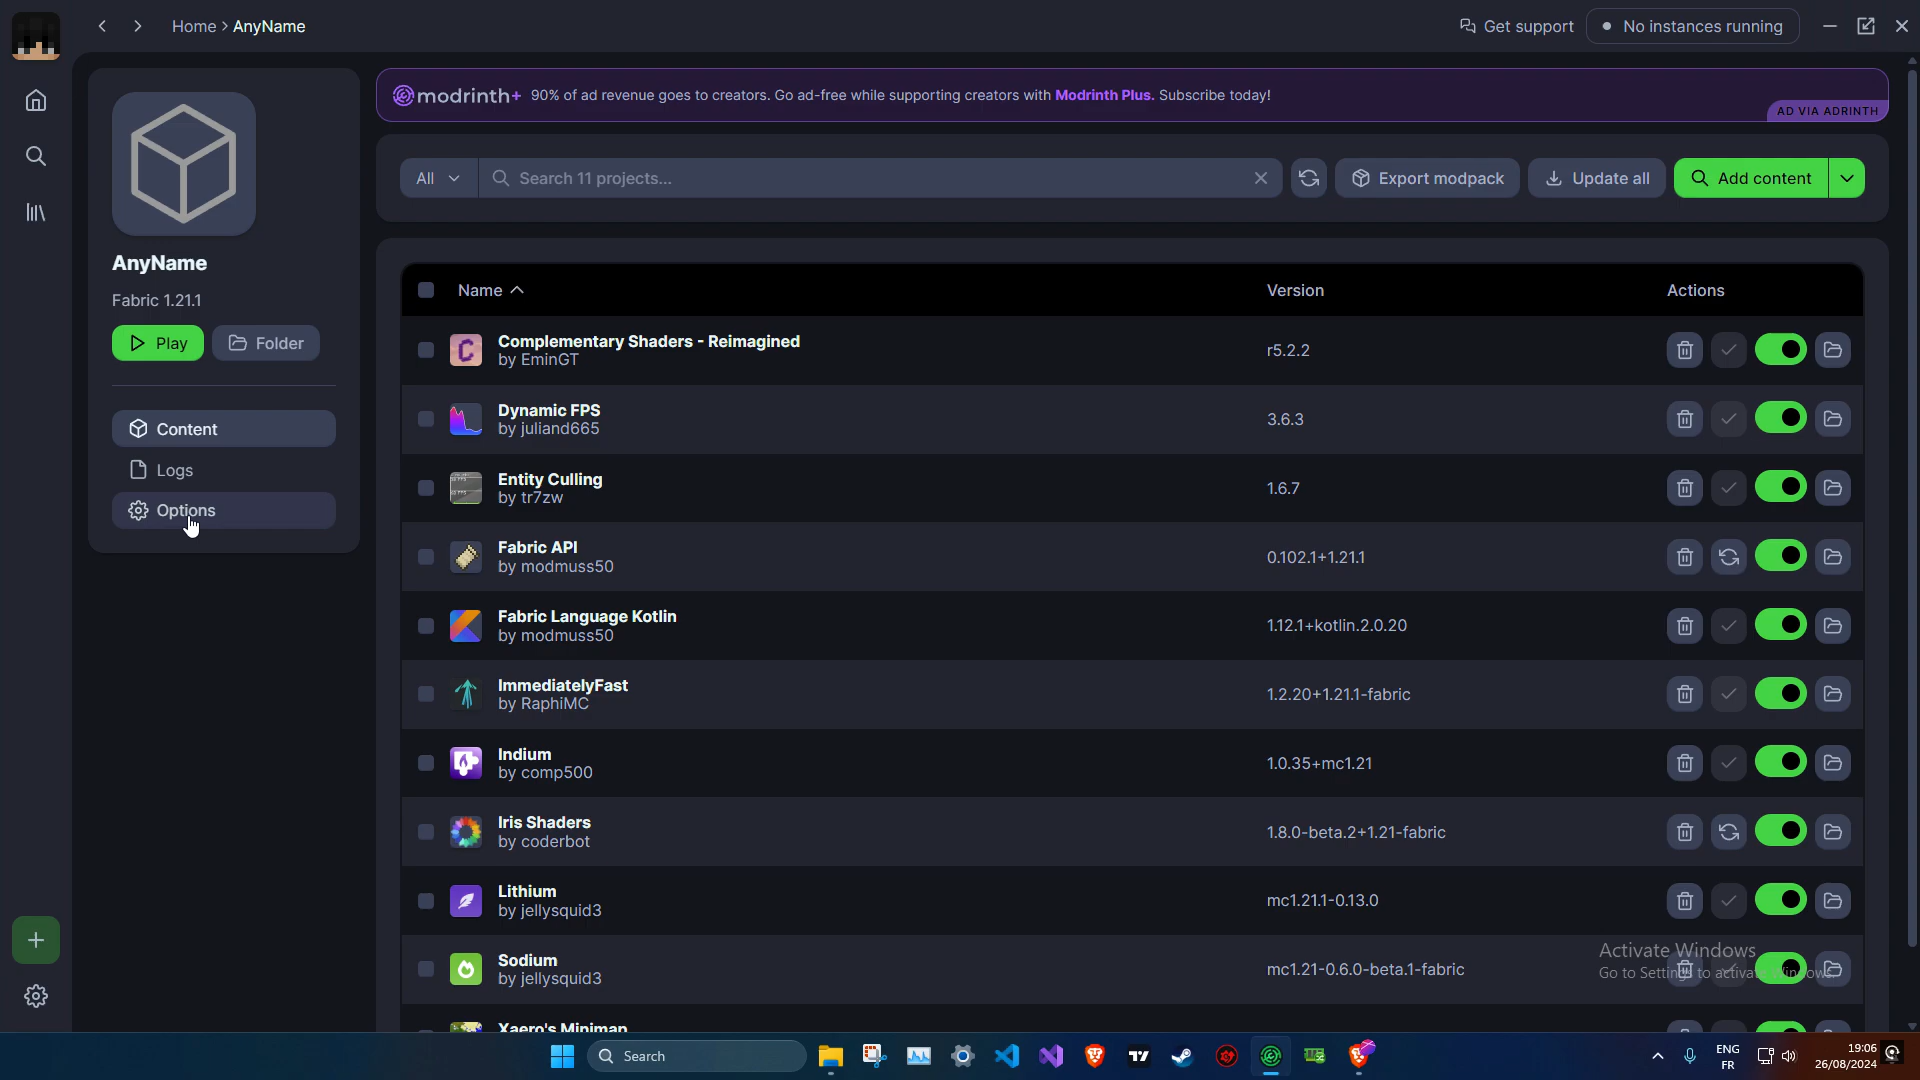 Home > AnyName
Get support
No instances running
modrinth+ 90% of ad revenue goes to creators. Go ad-free while supporting creators with Modrinth Plus. Subscribe today!
AD VIA ADRINTH
AnyName
Fabric 1.21.1
Play
Folder
Content
Logs
Options
All
Search 11 projects...
Export modpack
Update all
Add content
Name
Version
Actions
Complementary Shaders - Reimagined
by EminGT
r5.2.2
Dynamic FPS
by juliand665
3.6.3
Entity Culling
by tr7zw
1.6.7
Fabric API
by modmuss50
0.102.1+1.21.1
Fabric Language Kotlin
by modmuss50
1.12.1+kotlin.2.0.20
ImmediatelyFast
by RaphiMC
1.2.20+1.21.1-fabric
Indium
by comp500
1.0.35+mc1.21
Iris Shaders
by coderbot
1.8.0-beta.2+1.21-fabric
Lithium
by jellysquid3
mc1.21.1-0.13.0
Sodium
by jellysquid3
mc1.21-0.6.0-beta.1-fabric
Xaero's Minimap
Activate Windows
Go to Settings to activate Windows.
Search
ENG
FR
19:06
26/08/2024